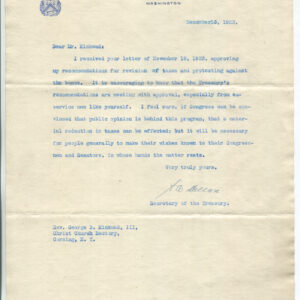 WASHINGTON
December 5, 1923.
Dear Mr. Kinkead:
I received your letter of November 15, 1923, approving
my recommendations for revision of taxes and protesting against
the bonus. It is encouraging to hear that the Treasury's
recommendations are meeting with approval, especially from ex-
service men like yourself. I feel sure, if Congress can be con-
vinced that public opinion is behind this program, that a ma-
terial reduction in taxes can be effected; but it will be necessary
for people generally to make their wishes known to their Congress-
men and Senators, in whose hands the matter rests.
Very truly yours,
Secretary of the Treasury.
Rev. George B. Kinkead, III,
Christ Church Rectory,
Corning, N. Y.